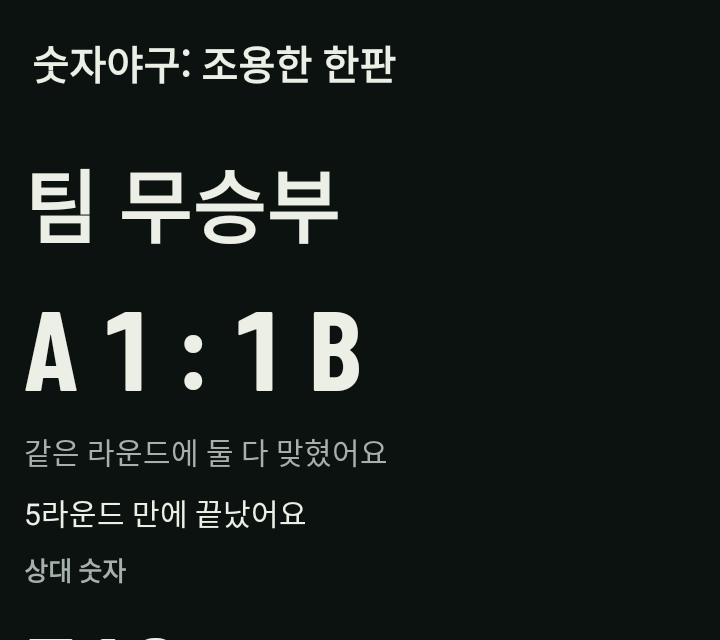 숫자야구: 조용한 한판
팀 무승부
A 1 : 1 B
같은 라운드에 둘 다 맞혔어요
5라운드 만에 끝났어요
상대 숫자